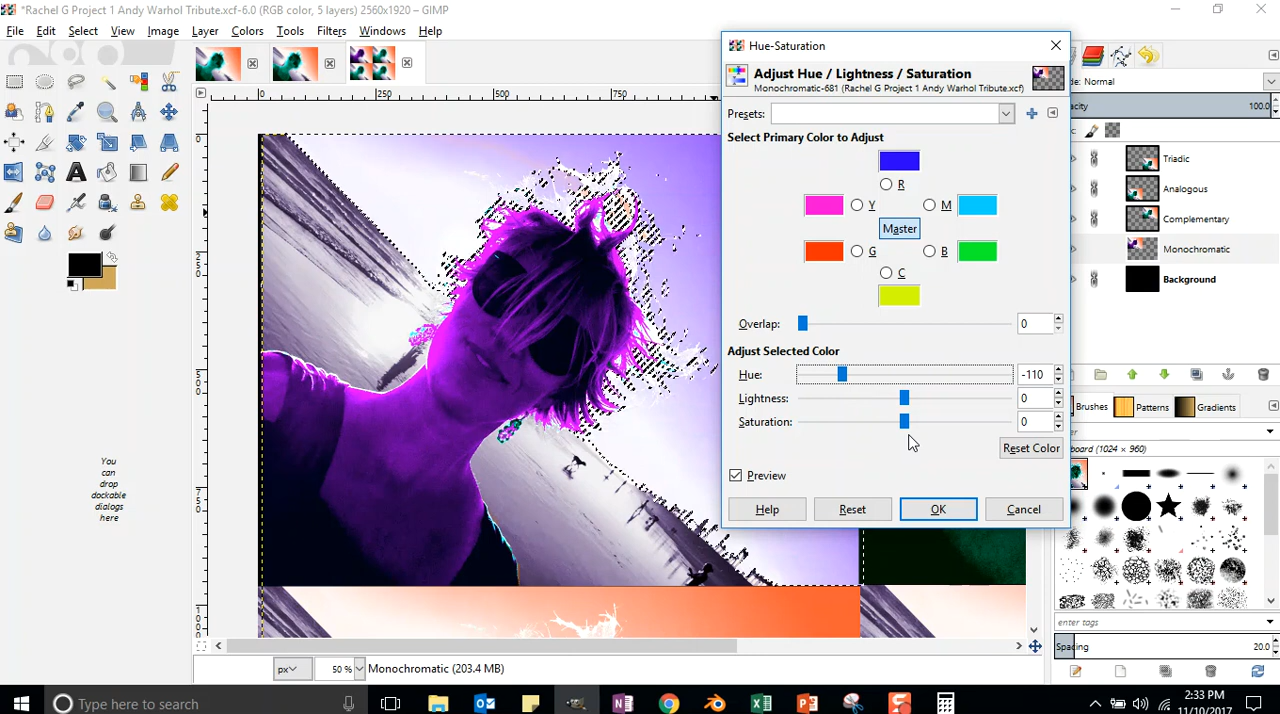 *Rachel G Project 1 Andy Warhol Tribute.xcf-6.0 (RGB color, 5 layers) 2560x1920 – GIMP
File Edit Select View Image Layer Colors Tools Filters Windows Help
Hue-Saturation
Adjust Hue / Lightness / Saturation
Monochromatic-681 (Rachel G Project 1 Andy Warhol Tribute.xcf)
Presets:
Select Primary Color to Adjust
R
Y M
Master
G B
C
Overlap: 0
Adjust Selected Color
Hue: -110
Lightness: 0
Saturation: 0
Reset Color
Preview
Help Reset OK Cancel
de: Normal
acity 100.0
Triadic
Analogous
Complementary
Monochromatic
Background
Brushes Patterns Gradients
board (1024 × 960)
enter tags
Spacing 20.0
0 250 500 750
You
can
drop
dockable
dialogs
here
px 50 % Monochromatic (203.4 MB)
Type here to search
2:33 PM
11/10/2017